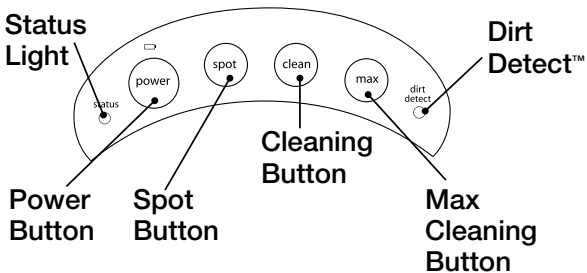 Status
Light
Dirt
Detect™
power
spot
clean
max
status
dirt
detect
Cleaning
Button
Power
Button
Spot
Button
Max
Cleaning
Button